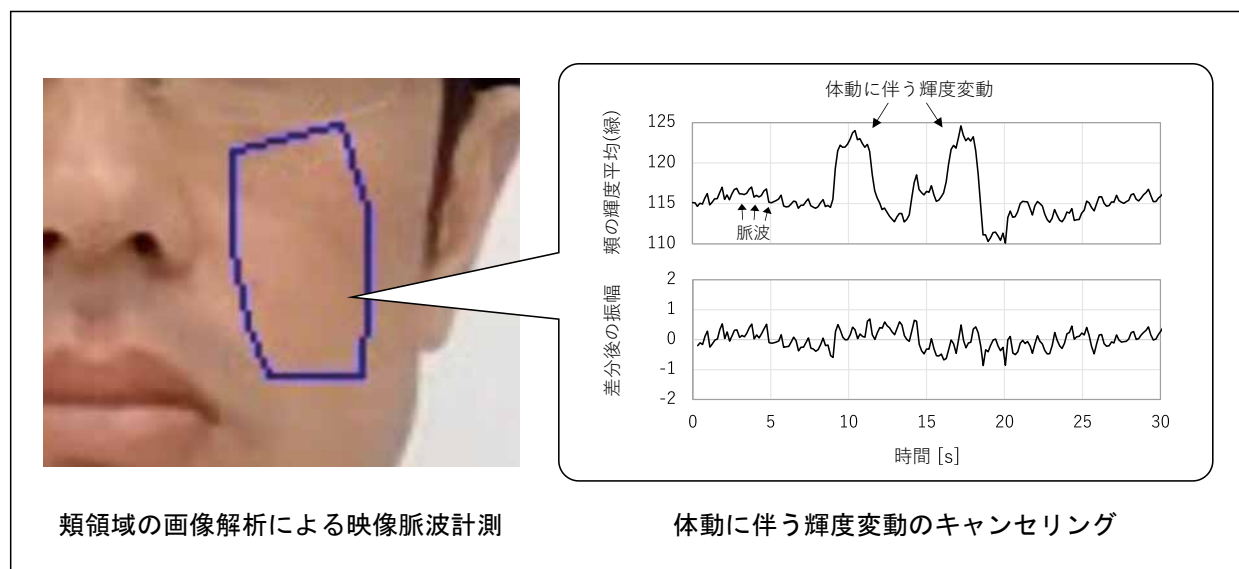 体動に伴う輝度変動
頬の輝度平均(緑)
125
120
115
110
脈波
差分後の振幅
2
1
0
-1
-2
0 5 10 15 20 25 30
時間 [s]
頬領域の画像解析による映像脈波計測
体動に伴う輝度変動のキャンセリング